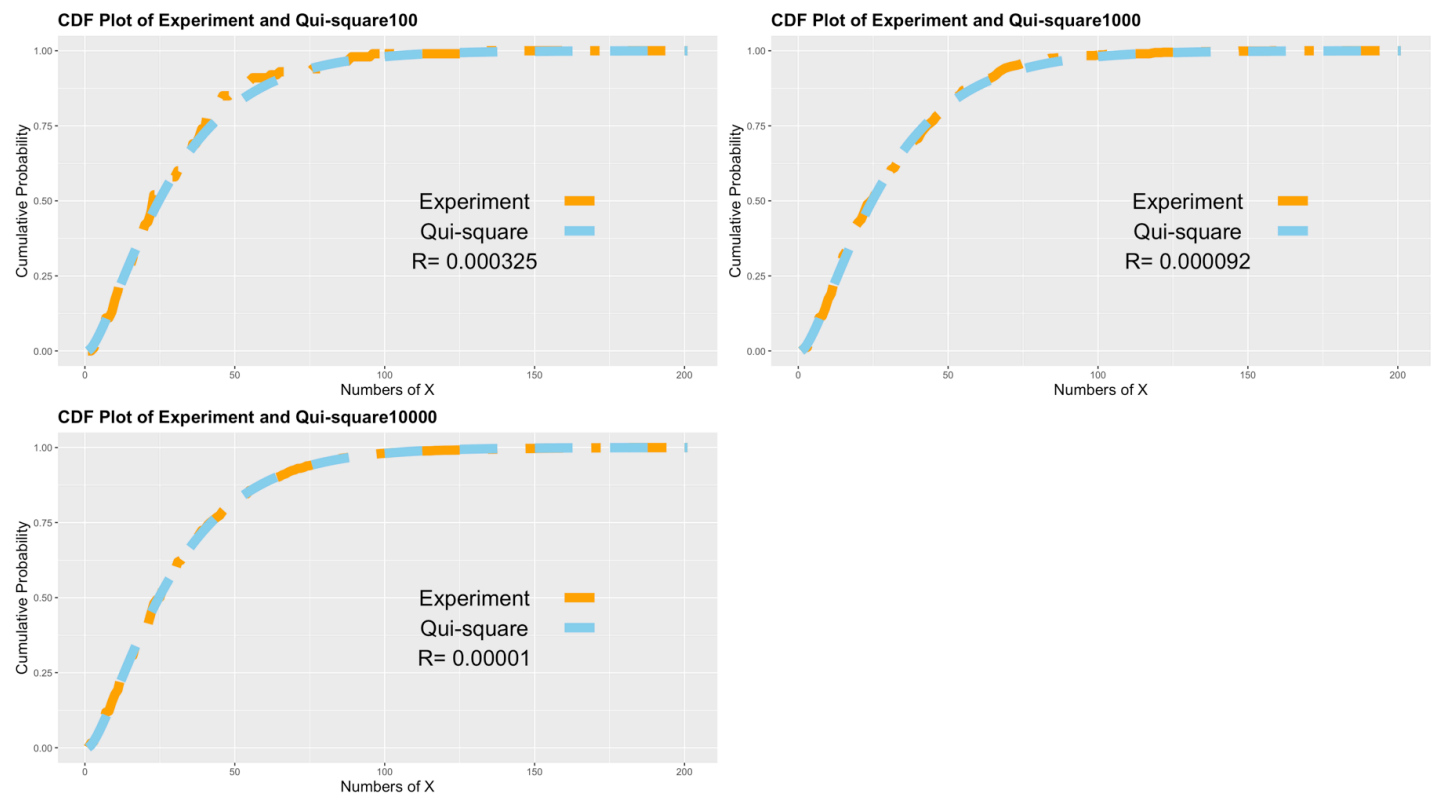 CDF Plot of Experiment and Qui-square100
1.00
0.75
0.50
0.25
0.00
Cumulative Probability
Experiment
Qui-square
R= 0.000325
0 50 100 150 200
Numbers of X
CDF Plot of Experiment and Qui-square1000
1.00
0.75
0.50
0.25
0.00
Cumulative Probability
Experiment
Qui-square
R= 0.000092
0 50 100 150 200
Numbers of X
CDF Plot of Experiment and Qui-square10000
1.00
0.75
0.50
0.25
0.00
Cumulative Probability
Experiment
Qui-square
R= 0.00001
0 50 100 150 200
Numbers of X